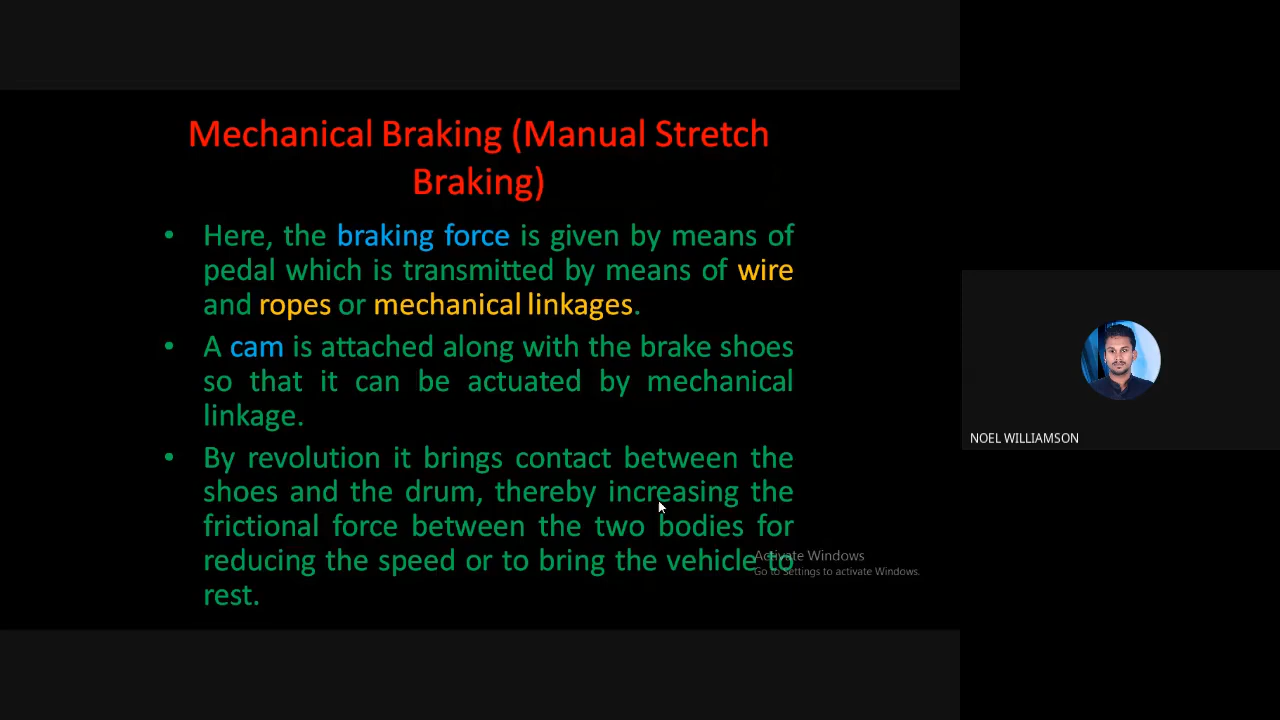 Mechanical Braking (Manual Stretch
Braking)
• Here, the braking force is given by means of
pedal which is transmitted by means of wire
and ropes or mechanical linkages.
• A cam is attached along with the brake shoes
so that it can be actuated by mechanical
linkage.
• By revolution it brings contact between the
shoes and the drum, thereby increasing the
frictional force between the two bodies for
reducing the speed or to bring the vehicle to
rest.
Activate Windows
Go to Settings to activate Windows.
NOEL WILLIAMSON